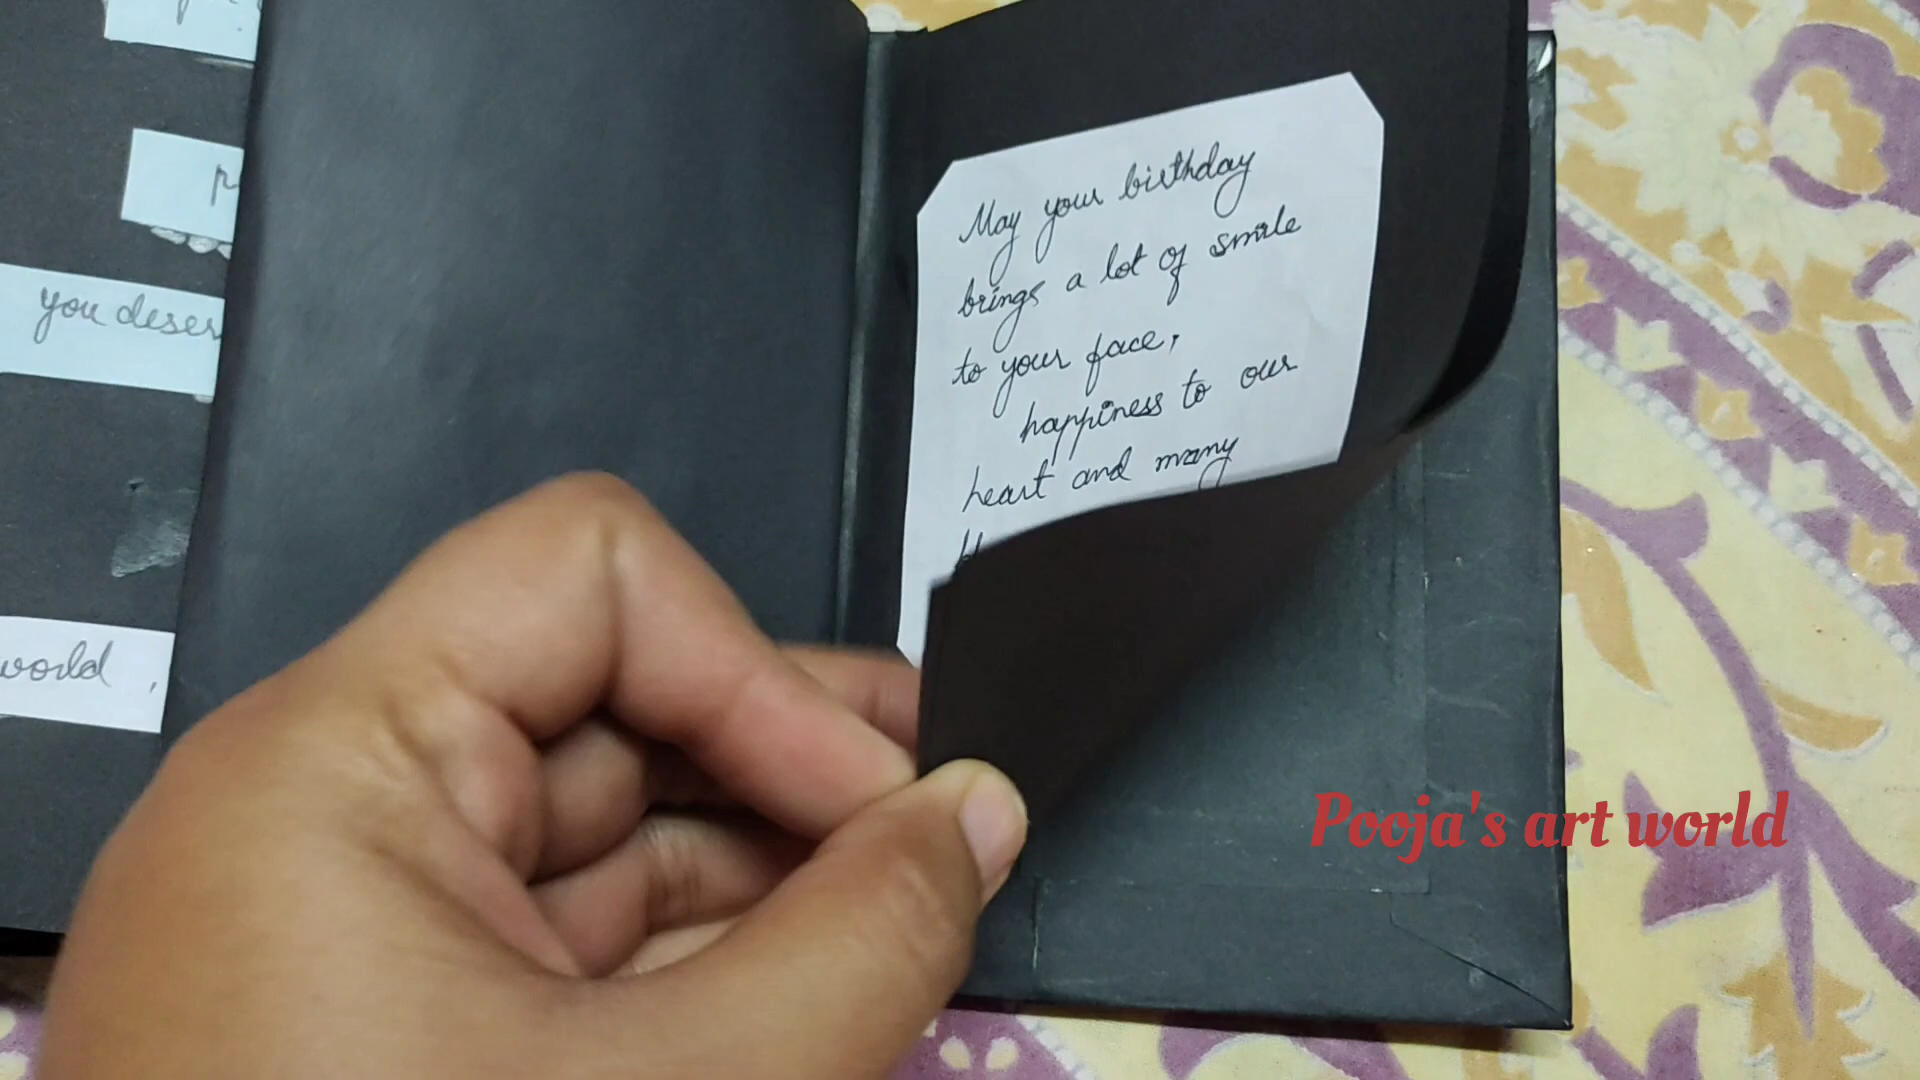 you deser
world,
May your birthday
brings a lot of smile
to your face,
happiness to our
heart and many
Pooja's art world